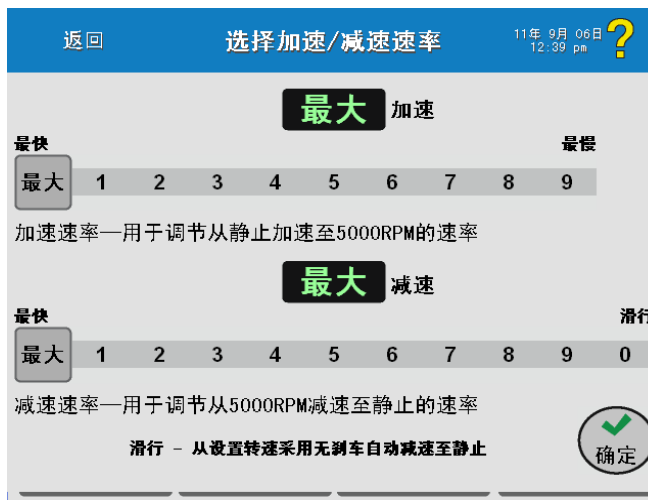 返回
选择加速/减速速率
11年 9月 06日
12:39 pm
?
最大 加速
最快 最慢
最大 1 2 3 4 5 6 7 8 9
加速速率—用于调节从静止加速至5000RPM的速率
最大 减速
最快 滑行
最大 1 2 3 4 5 6 7 8 9 0
减速速率—用于调节从5000RPM减速至静止的速率
滑行 - 从设置转速采用无刹车自动减速至静止
确定